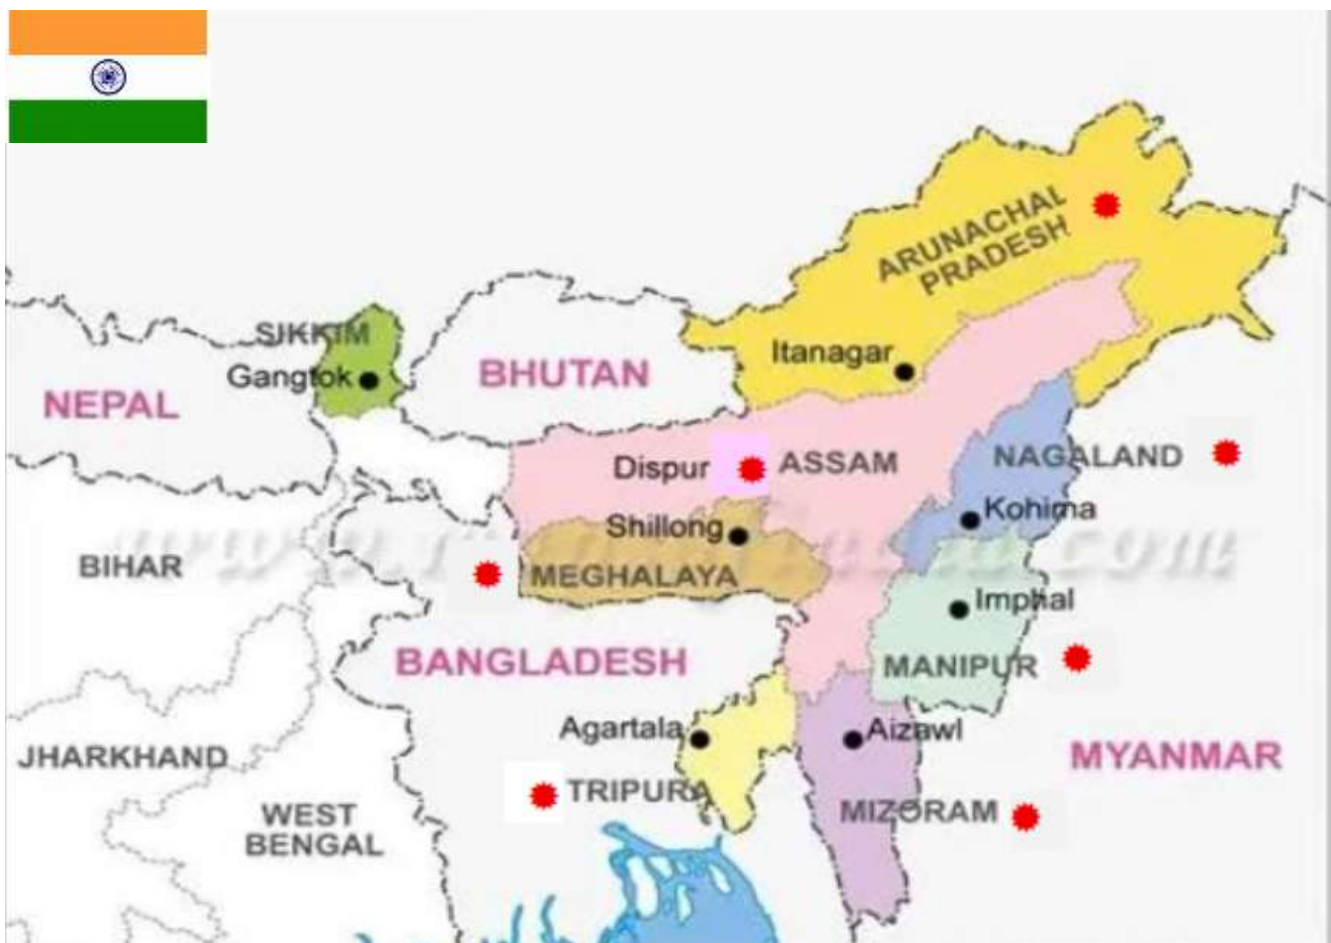 ARUNACHAL
PRADESH
SIKKIM
Itanagar
Gangtok
BHUTAN
NEPAL
Dispur
ASSAM
NAGALAND
Kohima
Shillong
BIHAR
MEGHALAYA
Imphal
BANGLADESH
MANIPUR
Agartala
Aizawl
JHARKHAND
MYANMAR
TRIPURA
WEST
BENGAL
MIZORAM